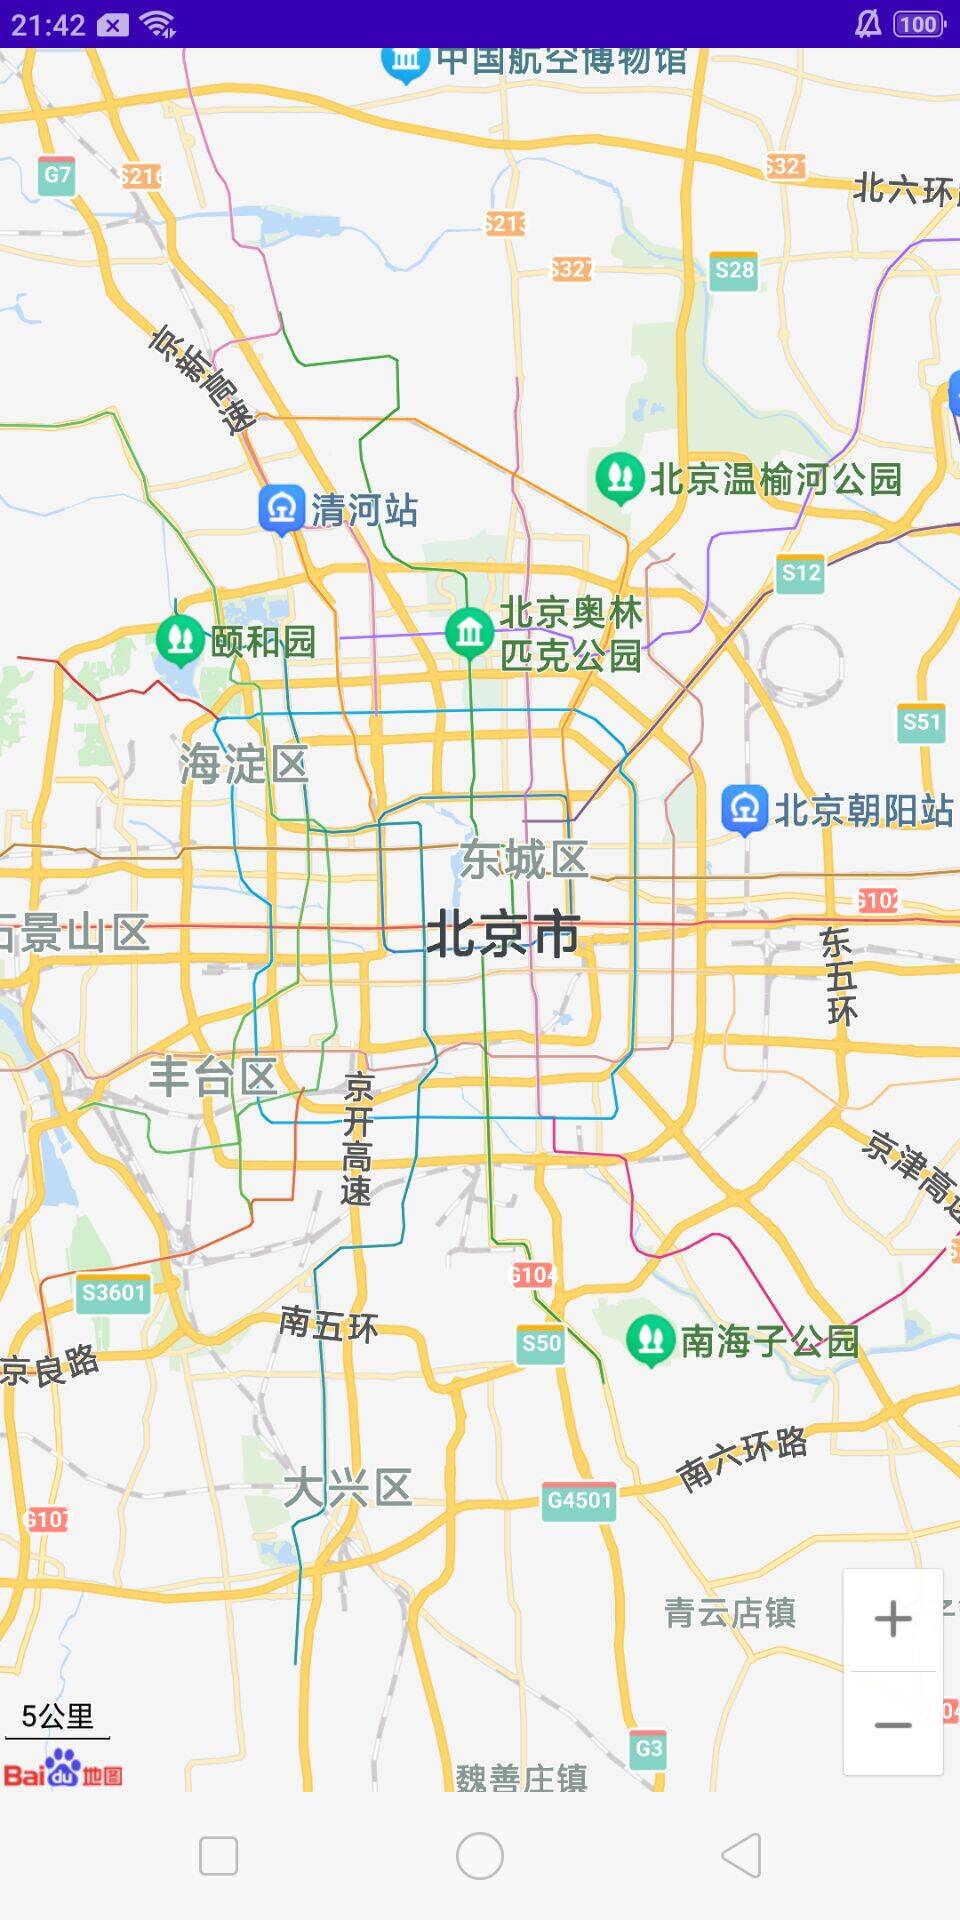 21:42
100
中国航空博物馆
G7
S216
S321
北六环
S213
S327
S28
京新高速
北京温榆河公园
清河站
S12
北京奥林
匹克公园
颐和园
S51
海淀区
北京朝阳站
东城区
G102
石景山区
北京市
东五环
丰台区
京开高速
京津高速
G104
S3601
南五环
S50
南海子公园
京良路
南六环路
大兴区
G4501
G107
青云店镇
+
5公里
−
Bai du 地图
G3
魏善庄镇